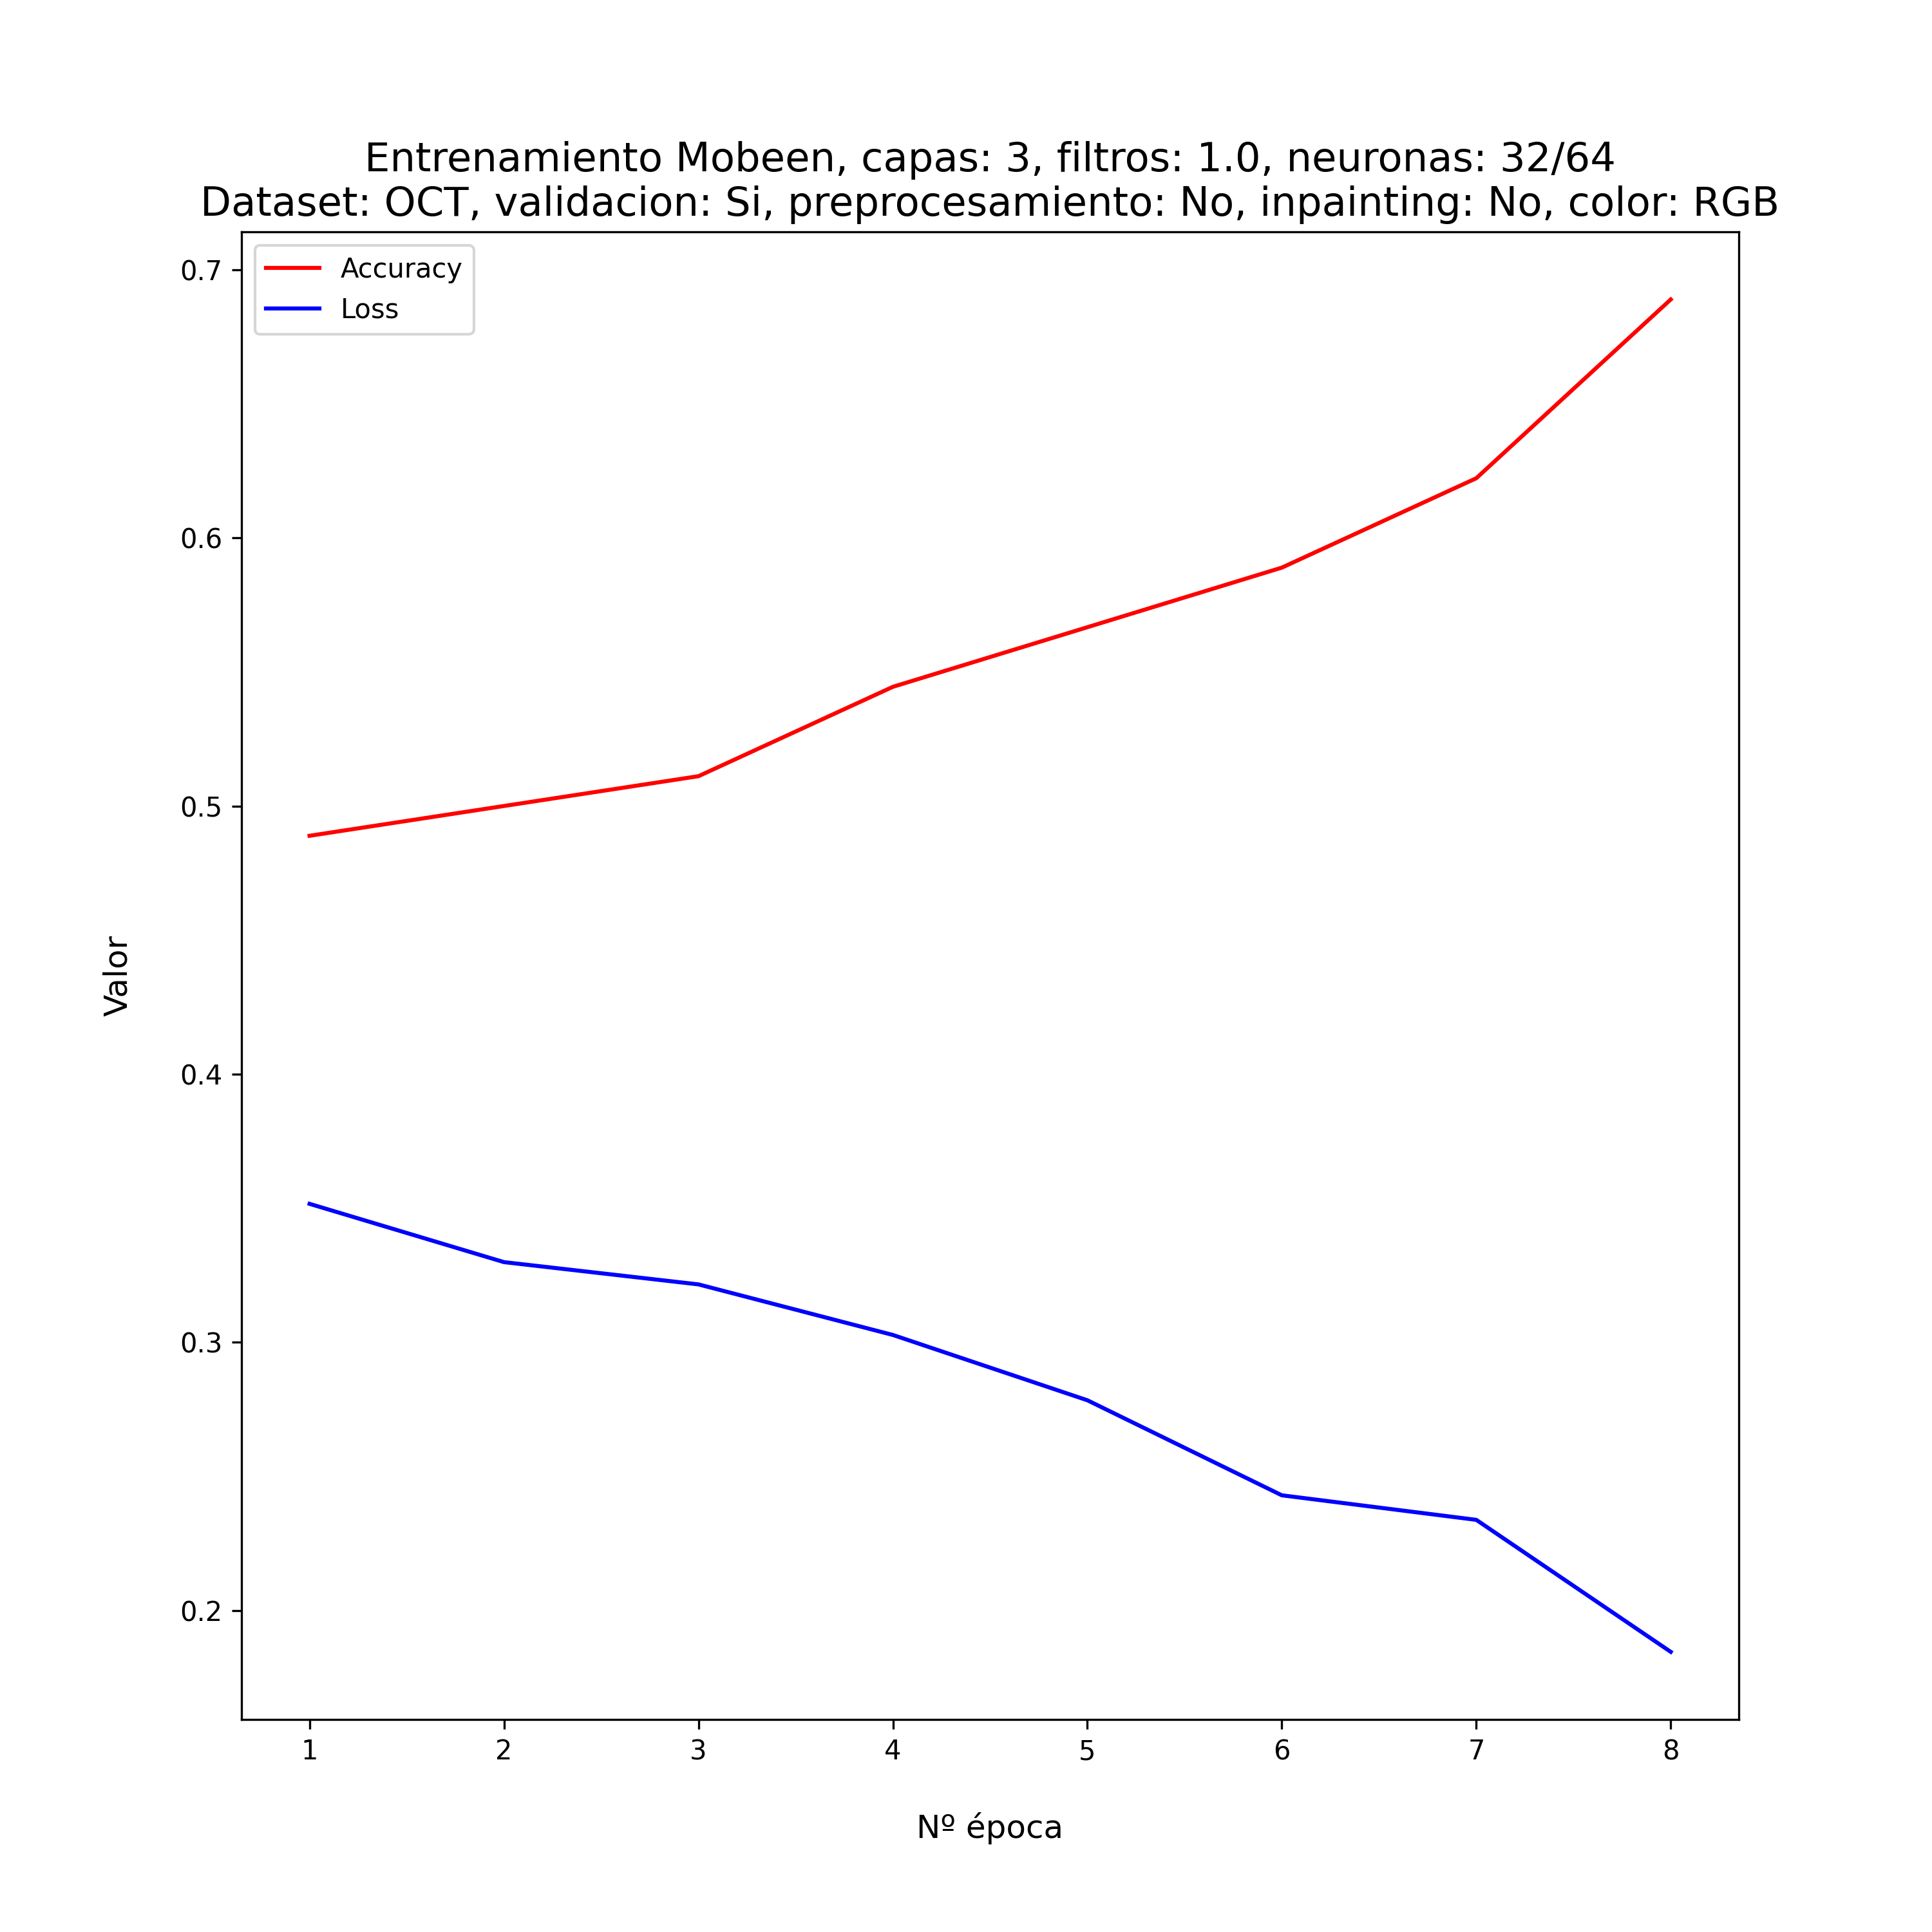 Entrenamiento Mobeen, capas: 3, filtros: 1.0, neuronas: 32/64
Dataset: OCT, validacion: Si, preprocesamiento: No, inpainting: No, color: RGB
Accuracy
Loss
0.7
0.6
0.5
0.4
0.3
0.2
Valor
1 2 3 4 5 6 7 8
Nº época